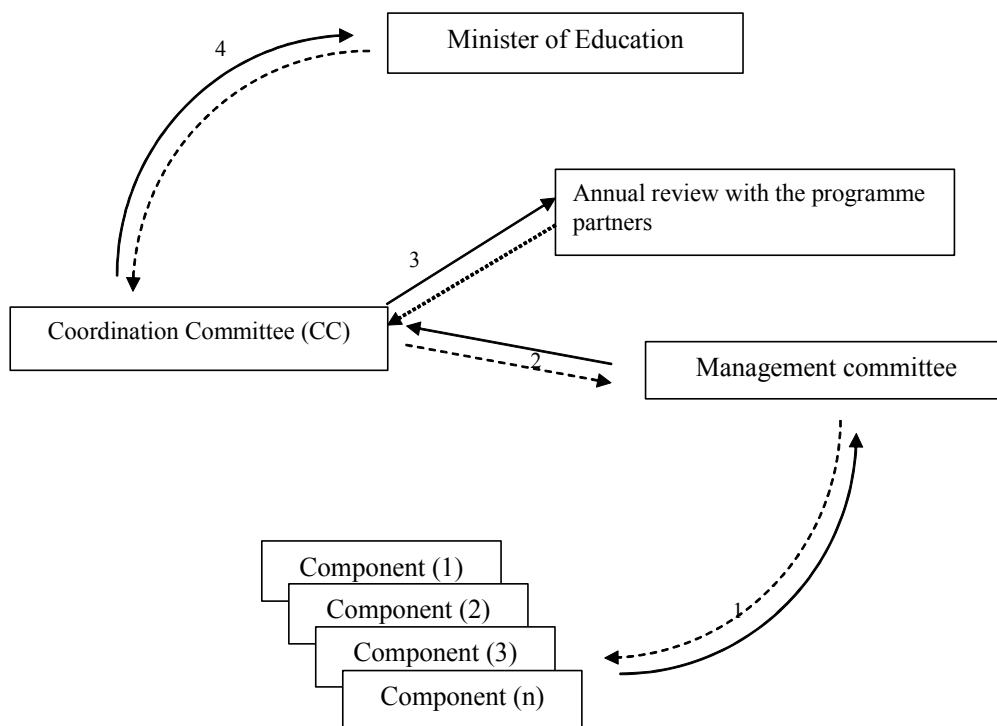 4
Minister of Education
Annual review with the programme
partners
3
Coordination Committee (CC)
2
Management committee
Component (1)
Component (2)
1
Component (3)
Component (n)